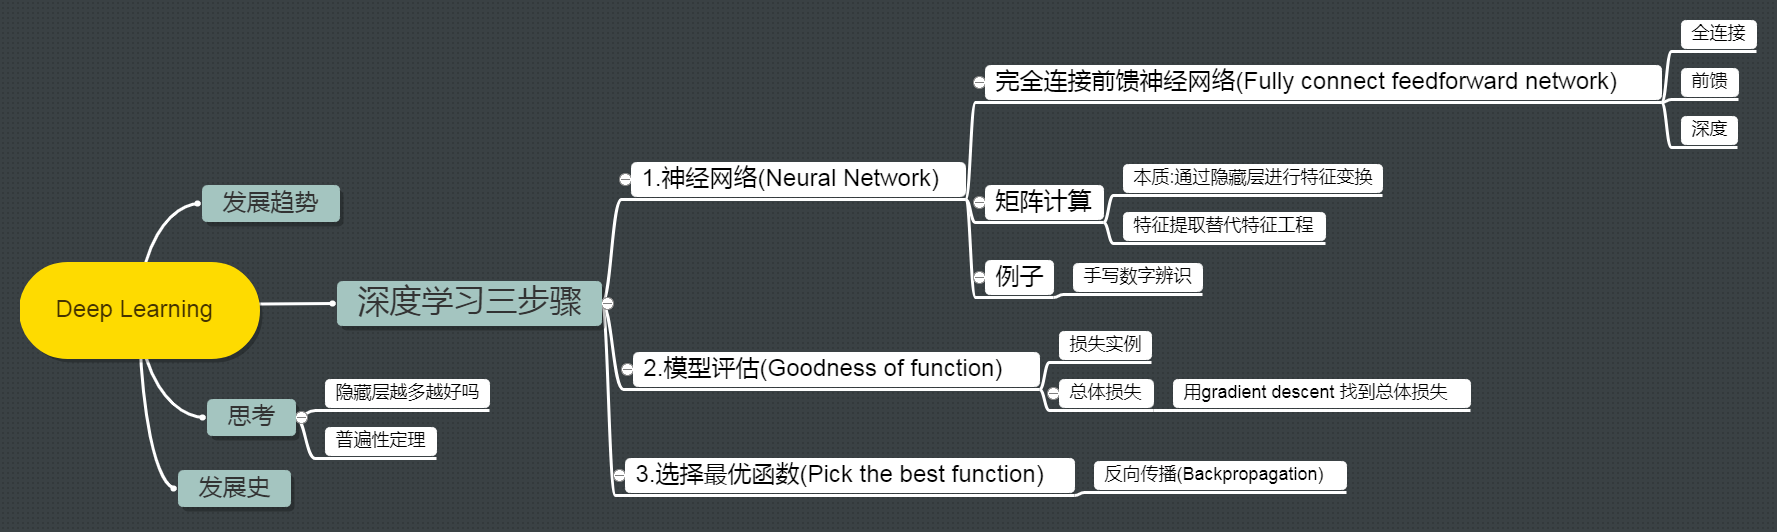 Deep Learning
发展趋势
深度学习三步骤
1.神经网络(Neural Network)
完全连接前馈神经网络(Fully connect feedforward network)
全连接
前馈
深度
矩阵计算
本质:通过隐藏层进行特征变换
特征提取替代特征工程
例子
手写数字辨识
2.模型评估(Goodness of function)
损失实例
总体损失
用gradient descent 找到总体损失
3.选择最优函数(Pick the best function)
反向传播(Backpropagation)
思考
隐藏层越多越好吗
普遍性定理
发展史